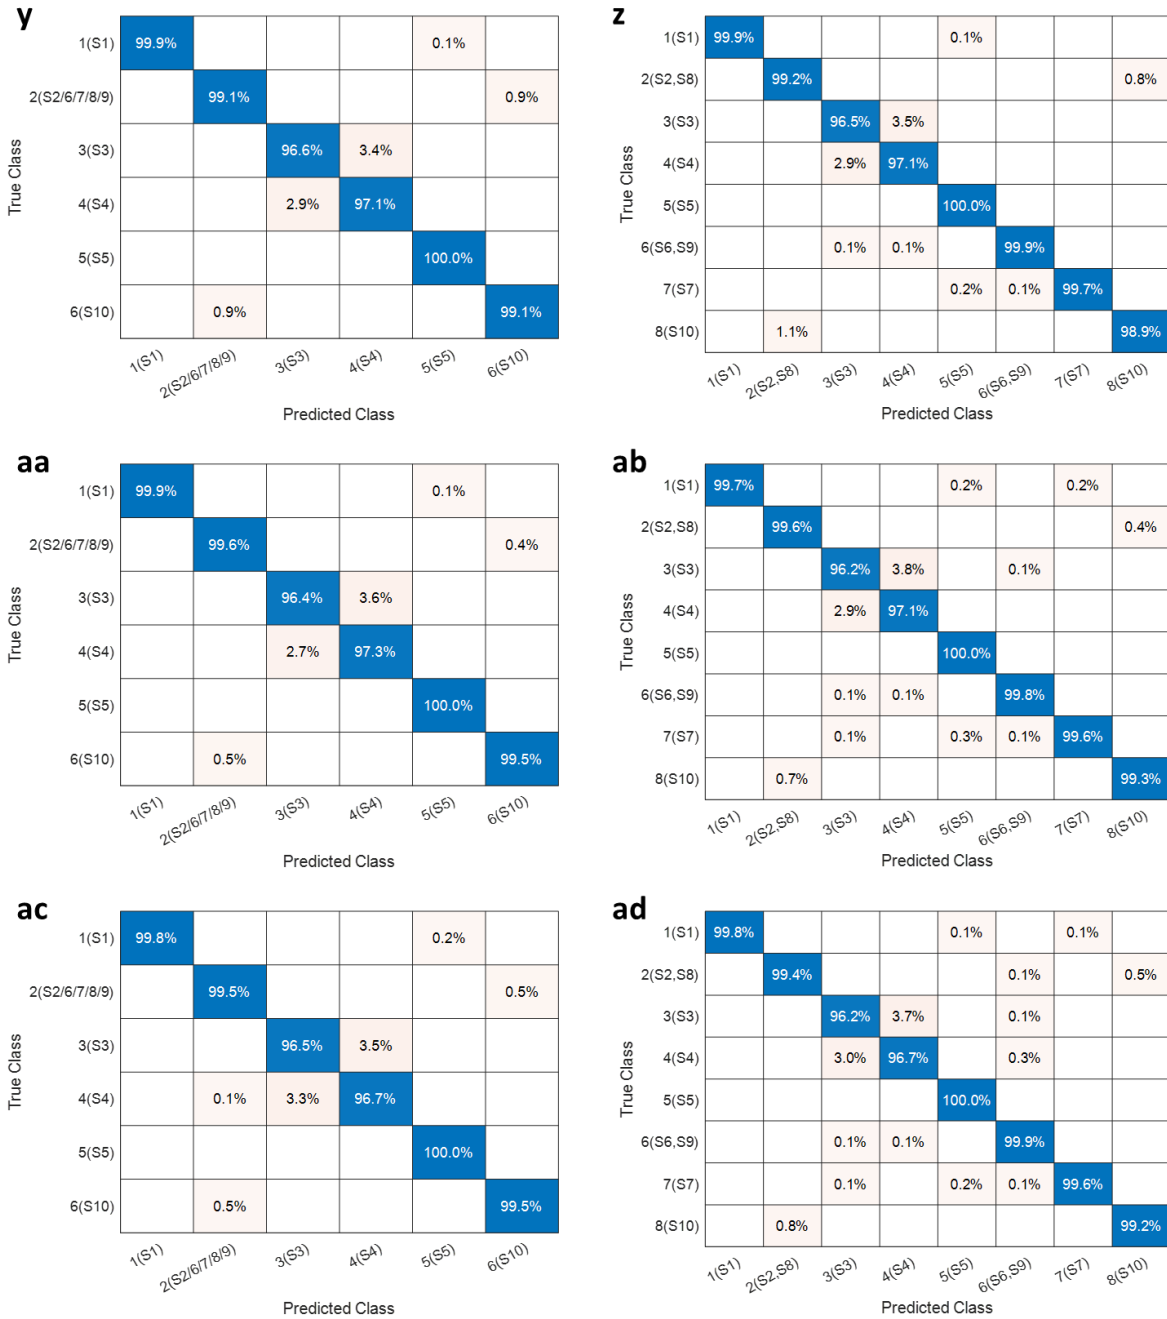 y
True Class
1(S1) 99.9% 0.1%
2(S2/6/7/8/9) 99.1% 0.9%
3(S3) 96.6% 3.4%
4(S4) 2.9% 97.1%
5(S5) 100.0%
6(S10) 0.9% 99.1%
1(S1) 2(S2/6/7/8/9) 3(S3) 4(S4) 5(S5) 6(S10)
Predicted Class
z
True Class
1(S1) 99.9% 0.1%
2(S2,S8) 99.2% 0.8%
3(S3) 96.5% 3.5%
4(S4) 2.9% 97.1%
5(S5) 100.0%
6(S6,S9) 0.1% 0.1% 99.9%
7(S7) 0.2% 0.1% 99.7%
8(S10) 1.1% 98.9%
1(S1) 2(S2,S8) 3(S3) 4(S4) 5(S5) 6(S6,S9) 7(S7) 8(S10)
Predicted Class
aa
True Class
1(S1) 99.9% 0.1%
2(S2/6/7/8/9) 99.6% 0.4%
3(S3) 96.4% 3.6%
4(S4) 2.7% 97.3%
5(S5) 100.0%
6(S10) 0.5% 99.5%
1(S1) 2(S2/6/7/8/9) 3(S3) 4(S4) 5(S5) 6(S10)
Predicted Class
ab
True Class
1(S1) 99.7% 0.2% 0.2%
2(S2,S8) 99.6% 0.4%
3(S3) 96.2% 3.8% 0.1%
4(S4) 2.9% 97.1%
5(S5) 100.0%
6(S6,S9) 0.1% 0.1% 99.8%
7(S7) 0.1% 0.3% 0.1% 99.6%
8(S10) 0.7% 99.3%
1(S1) 2(S2,S8) 3(S3) 4(S4) 5(S5) 6(S6,S9) 7(S7) 8(S10)
Predicted Class
ac
True Class
1(S1) 99.8% 0.2%
2(S2/6/7/8/9) 99.5% 0.5%
3(S3) 96.5% 3.5%
4(S4) 0.1% 3.3% 96.7%
5(S5) 100.0%
6(S10) 0.5% 99.5%
1(S1) 2(S2/6/7/8/9) 3(S3) 4(S4) 5(S5) 6(S10)
Predicted Class
ad
True Class
1(S1) 99.8% 0.1% 0.1%
2(S2,S8) 99.4% 0.1% 0.5%
3(S3) 96.2% 3.7% 0.1%
4(S4) 3.0% 96.7% 0.3%
5(S5) 100.0%
6(S6,S9) 0.1% 0.1% 99.9%
7(S7) 0.1% 0.2% 0.1% 99.6%
8(S10) 0.8% 99.2%
1(S1) 2(S2,S8) 3(S3) 4(S4) 5(S5) 6(S6,S9) 7(S7) 8(S10)
Predicted Class